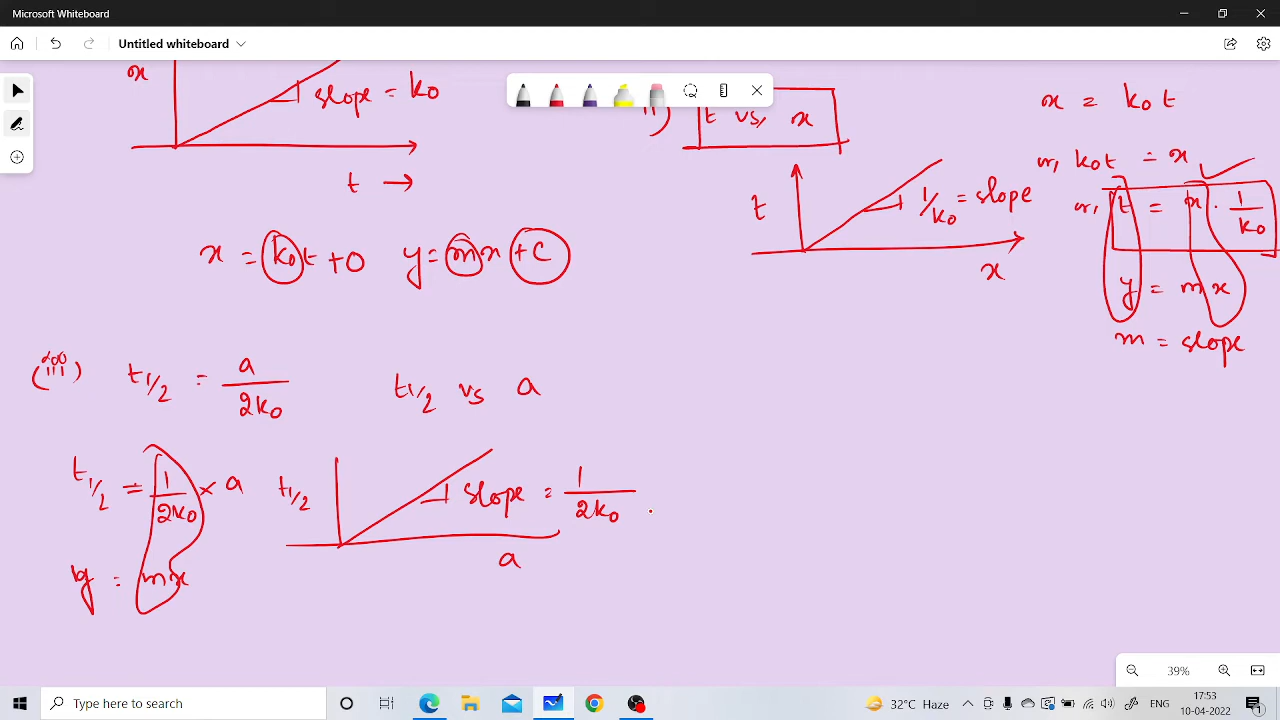 Microsoft Whiteboard
Untitled whiteboard
x
slope = k₀
t →
x = k₀t + 0   y = mx + c
ii) t vs, x
t
1/k₀ = slope
x
x = k₀t
or, k₀t = x
or, t = x · 1/k₀
y = m x
m = slope
(iii) t1/2 = a/2k₀   t1/2 vs a
t1/2 = 1/2k₀ × a
y = mx
t1/2
slope = 1/2k₀
a
39%
Type here to search
32°C Haze
ENG
17:53
10-04-2022